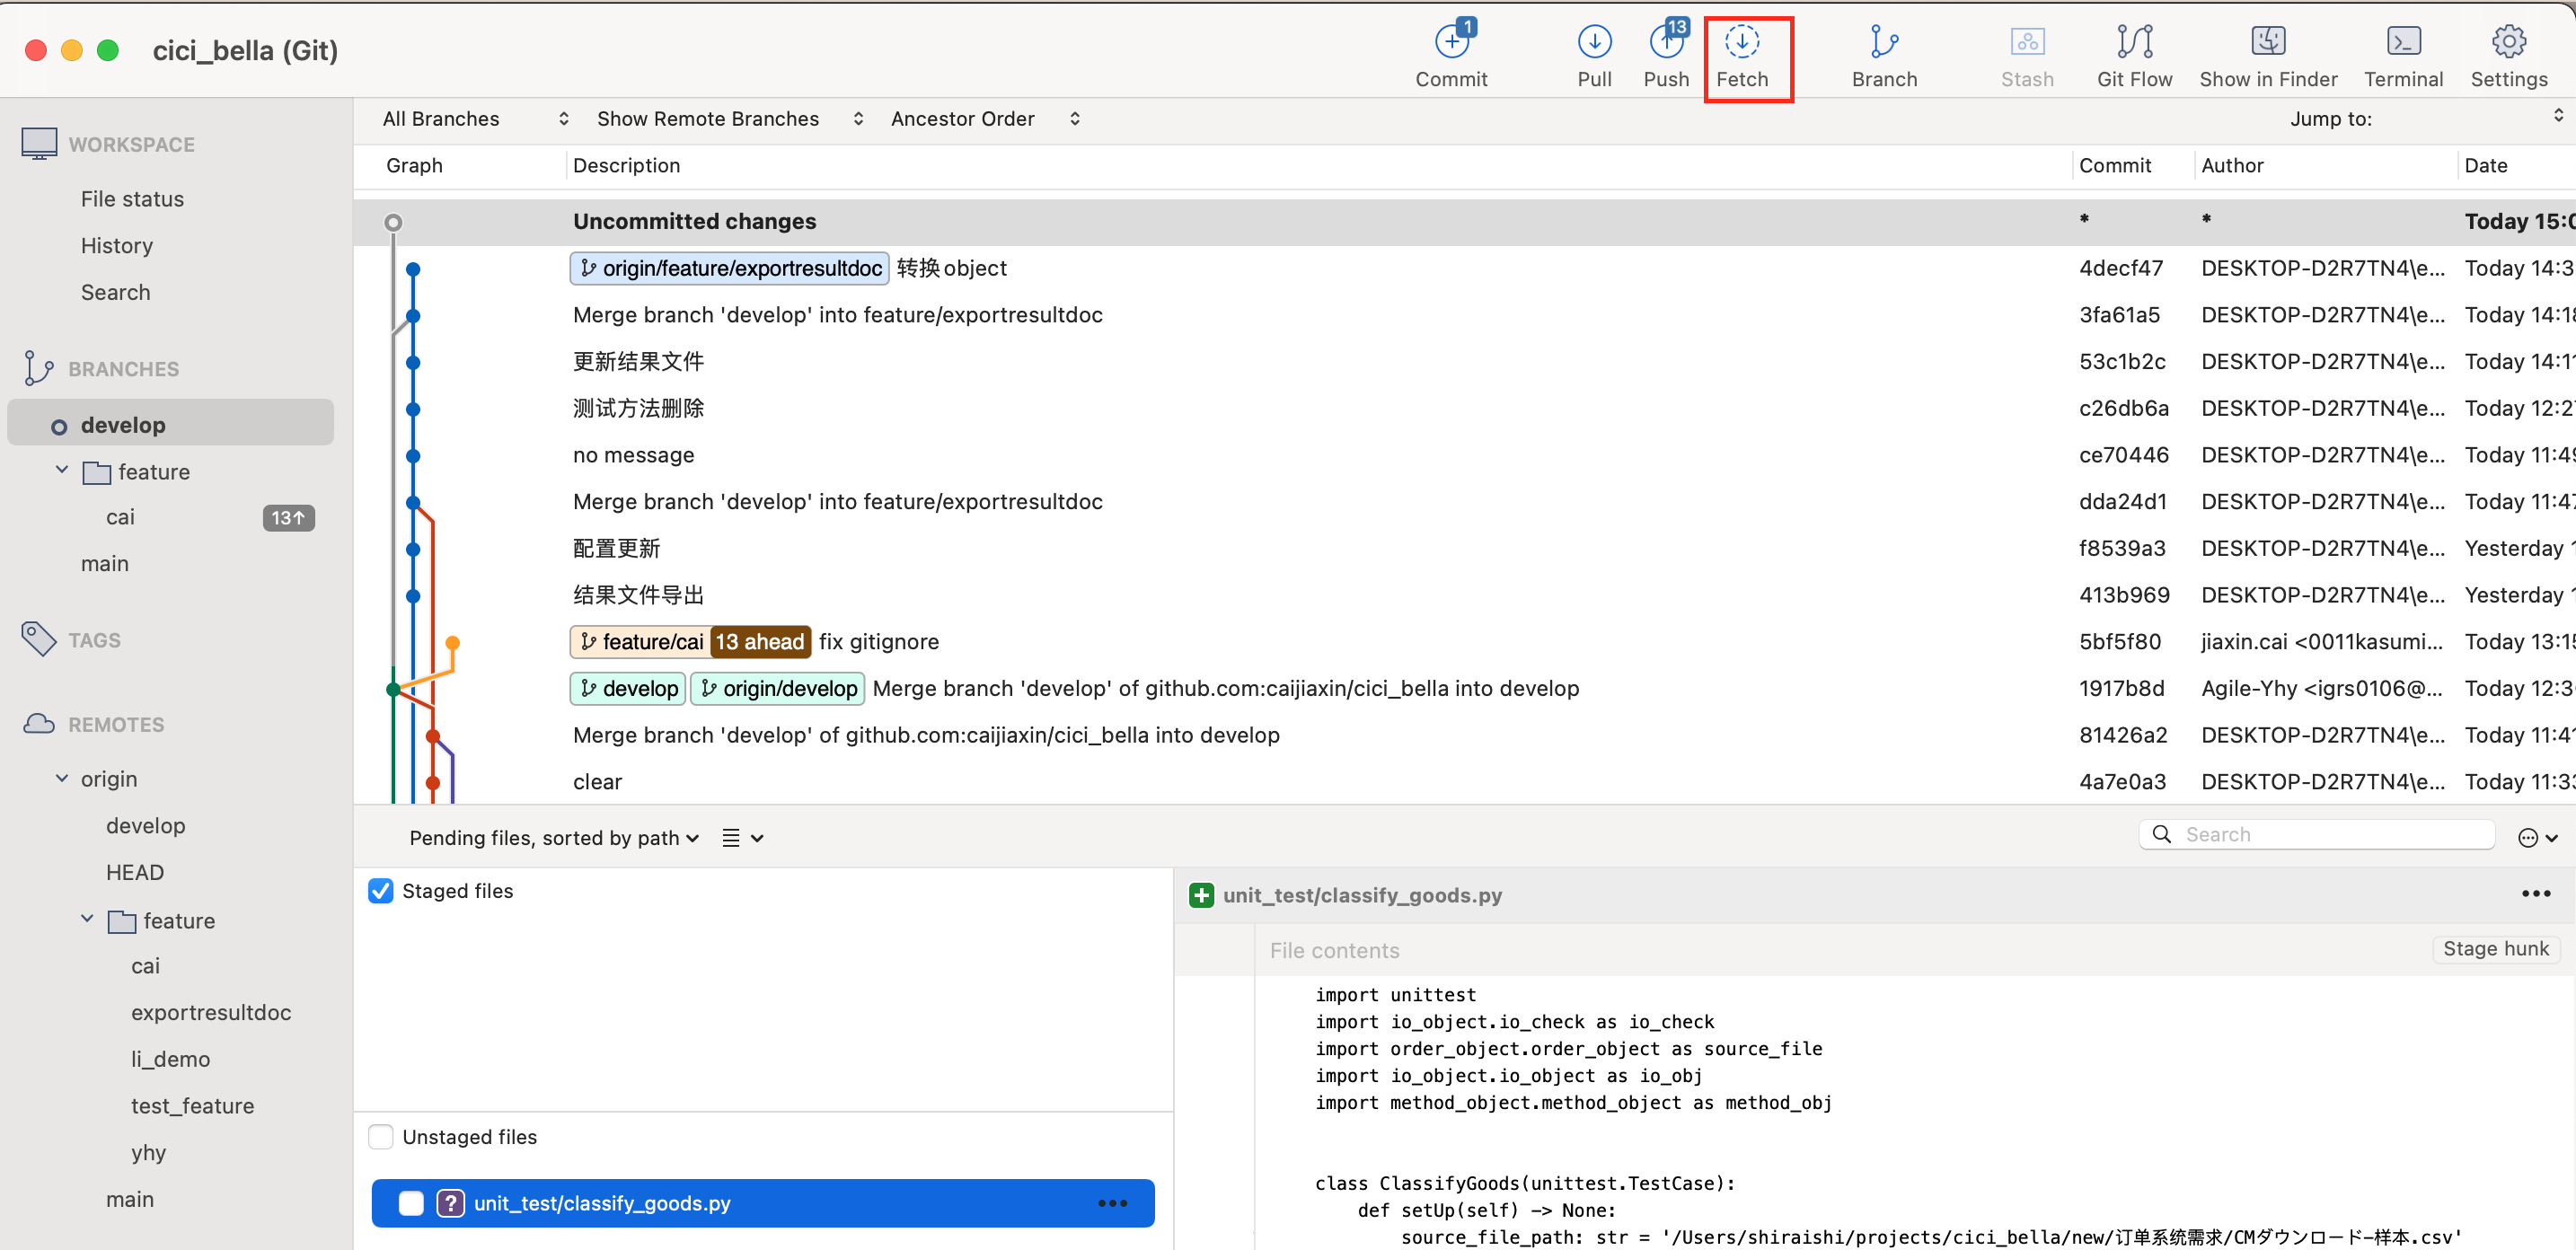 cici_bella (Git)
1
13
Commit
Pull
Push
Fetch
Branch
Stash
Git Flow
Show in Finder
Terminal
Settings
WORKSPACE
File status
History
Search
BRANCHES
develop
feature
cai 13↑
main
TAGS
REMOTES
origin
develop
HEAD
feature
cai
exportresultdoc
li_demo
test_feature
yhy
main
All Branches Show Remote Branches Ancestor Order Jump to:
Graph Description Commit Author Date
Uncommitted changes * * Today 15:0
origin/feature/exportresultdoc 转换object 4decf47 DESKTOP-D2R7TN4\e... Today 14:3
Merge branch 'develop' into feature/exportresultdoc 3fa61a5 DESKTOP-D2R7TN4\e... Today 14:18
更新结果文件 53c1b2c DESKTOP-D2R7TN4\e... Today 14:11
测试方法删除 c26db6a DESKTOP-D2R7TN4\e... Today 12:27
no message ce70446 DESKTOP-D2R7TN4\e... Today 11:49
Merge branch 'develop' into feature/exportresultdoc dda24d1 DESKTOP-D2R7TN4\e... Today 11:47
配置更新 f8539a3 DESKTOP-D2R7TN4\e... Yesterday 1
结果文件导出 413b969 DESKTOP-D2R7TN4\e... Yesterday 1
feature/cai 13 ahead fix gitignore 5bf5f80 jiaxin.cai <0011kasumi... Today 13:15
develop origin/develop Merge branch 'develop' of github.com:caijiaxin/cici_bella into develop 1917b8d Agile-Yhy <igrs0106@... Today 12:3
Merge branch 'develop' of github.com:caijiaxin/cici_bella into develop 81426a2 DESKTOP-D2R7TN4\e... Today 11:41
clear 4a7e0a3 DESKTOP-D2R7TN4\e... Today 11:33
Pending files, sorted by path
Search
Staged files
Unstaged files
? unit_test/classify_goods.py •••
unit_test/classify_goods.py •••
File contents Stage hunk
import unittest
import io_object.io_check as io_check
import order_object.order_object as source_file
import io_object.io_object as io_obj
import method_object.method_object as method_obj
class ClassifyGoods(unittest.TestCase):
def setUp(self) -> None:
source_file_path: str = '/Users/shiraishi/projects/cici_bella/new/订单系统需求/CMダウンロード-样本.csv'